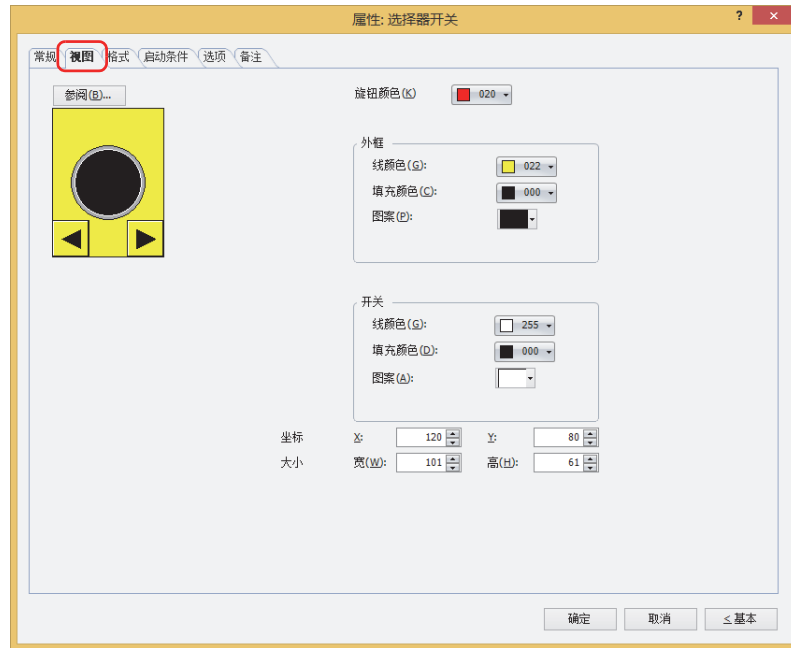 属性: 选择器开关
? ×
常规 视图 格式 启动条件 选项 备注
参阅(B)...
旋钮颜色(K) 020
外框
线颜色(G): 022
填充颜色(C): 000
图案(P):
开关
线颜色(G): 255
填充颜色(D): 000
图案(A):
坐标 X: 120 Y: 80
大小 宽(W): 101 高(H): 61
确定 取消 ≤基本